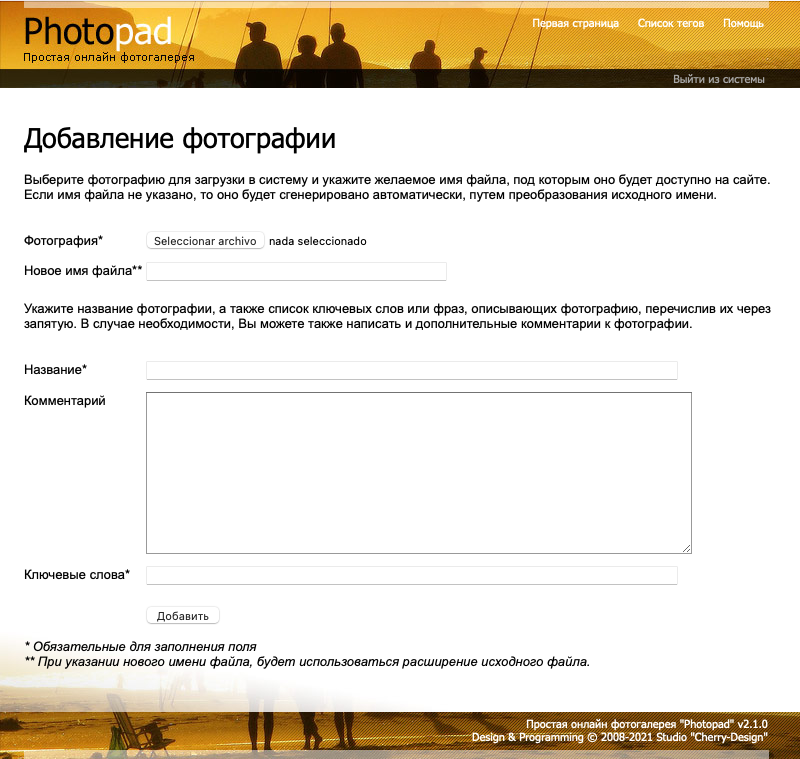 Photopad
Простая онлайн фотогалерея
Первая страница Список тегов Помощь
Выйти из системы
Добавление фотографии
Выберите фотографию для загрузки в систему и укажите желаемое имя файла, под которым оно будет доступно на сайте.
Если имя файла не указано, то оно будет сгенерировано автоматически, путем преобразования исходного имени.
Фотография* Seleccionar archivo nada seleccionado
Новое имя файла**
Укажите название фотографии, а также список ключевых слов или фраз, описывающих фотографию, перечислив их через
запятую. В случае необходимости, Вы можете также написать и дополнительные комментарии к фотографии.
Название*
Комментарий
Ключевые слова*
Добавить
* Обязательные для заполнения поля
** При указании нового имени файла, будет использоваться расширение исходного файла.
Простая онлайн фотогалерея "Photopad" v2.1.0
Design & Programming © 2008-2021 Studio "Cherry-Design"